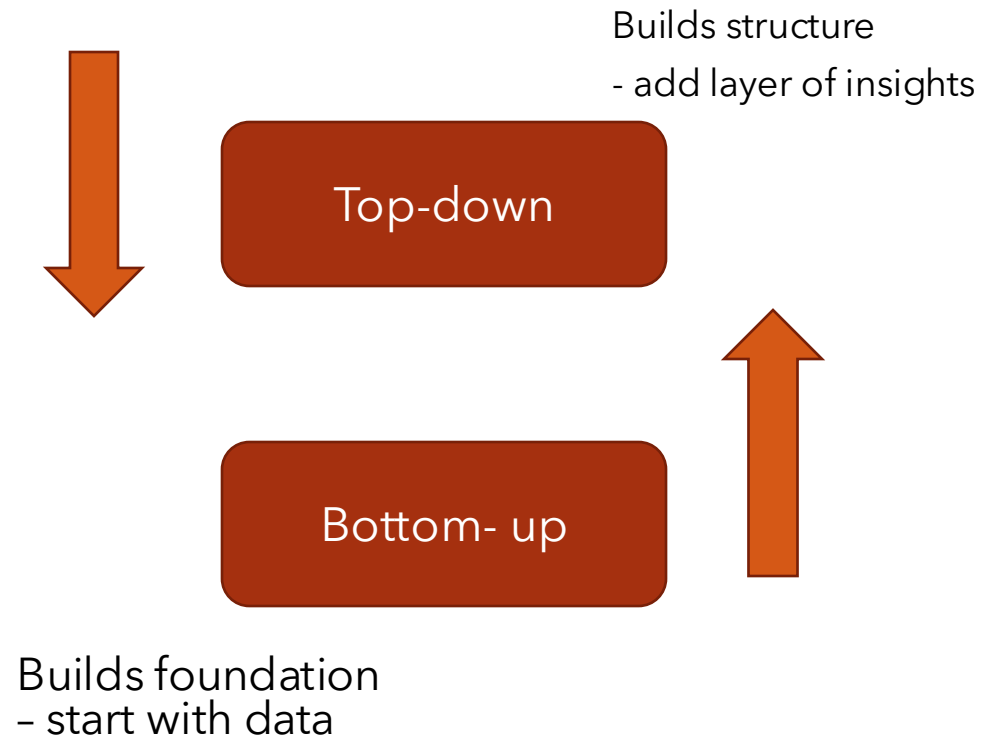 Builds structure
- add layer of insights
Top-down
Bottom- up
Builds foundation
– start with data